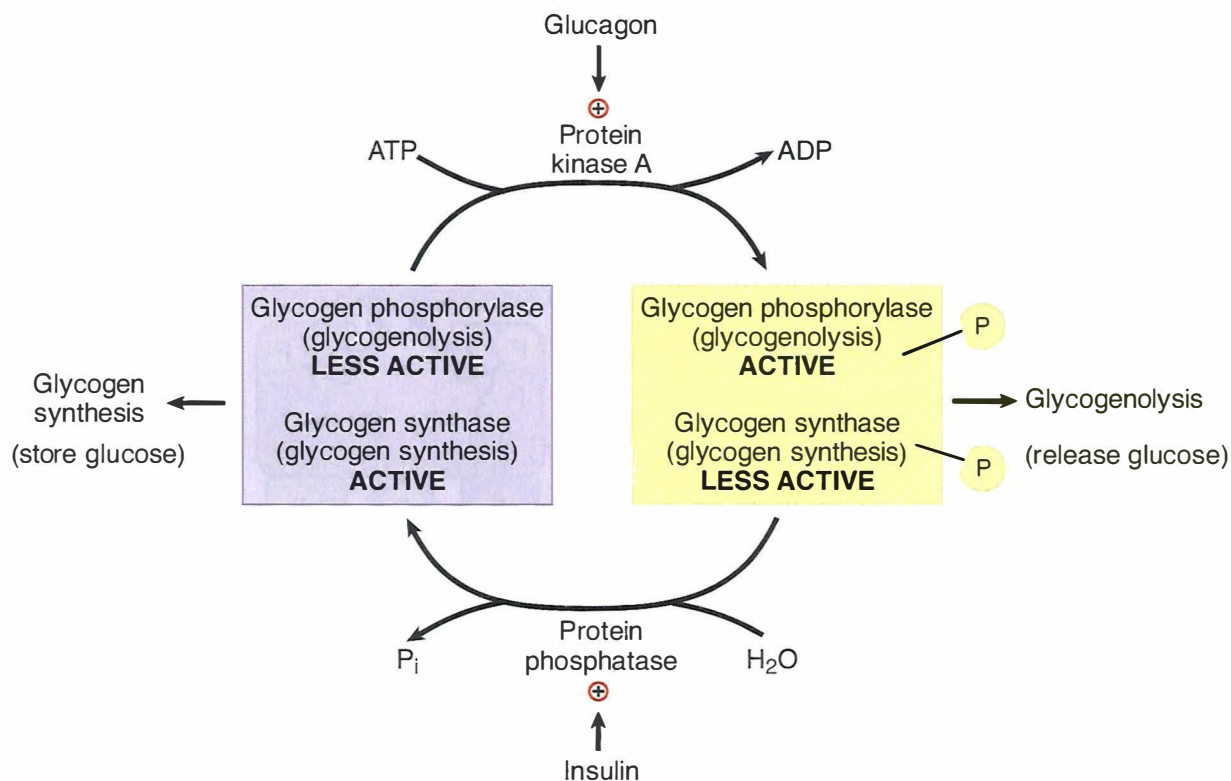 Glucagon
+
Protein
kinase A
ATP
ADP
Glycogen phosphorylase
(glycogenolysis)
LESS ACTIVE
Glycogen synthase
(glycogen synthesis)
ACTIVE
Glycogen phosphorylase
(glycogenolysis)
ACTIVE
P
Glycogen synthase
(glycogen synthesis)
LESS ACTIVE
P
Glycogen
synthesis
(store glucose)
Glycogenolysis
(release glucose)
Pi
Protein
phosphatase
H2O
+
Insulin